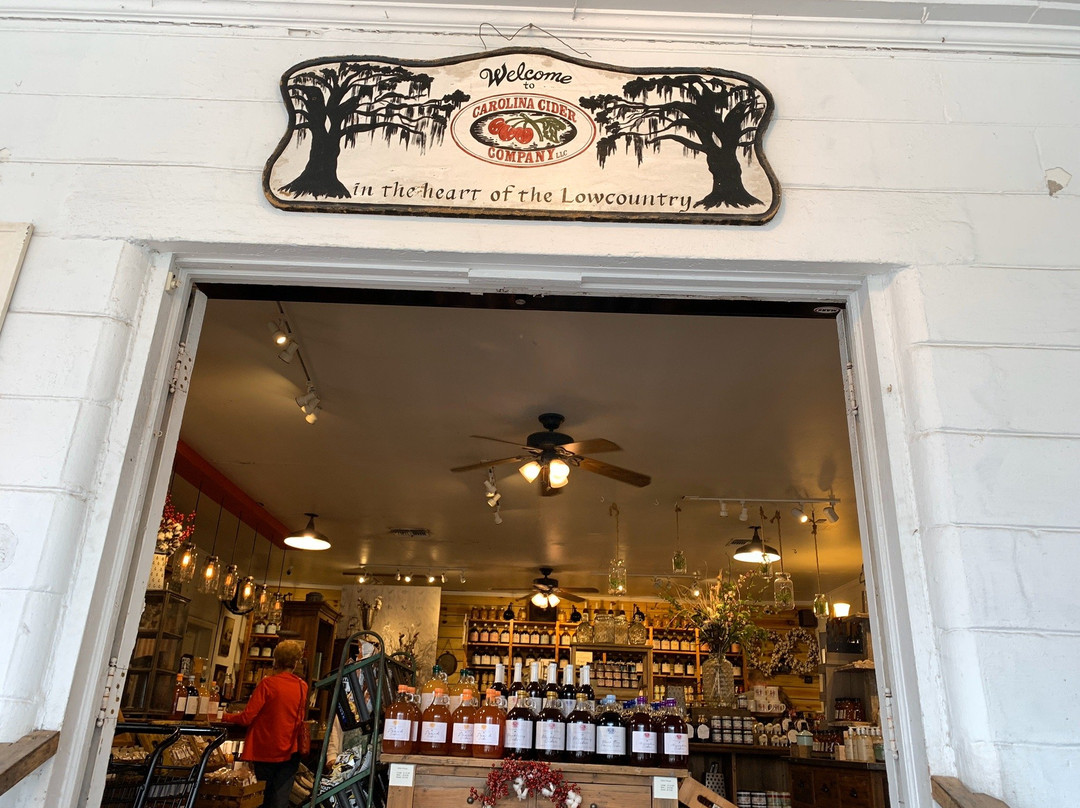 Welcome
to
CAROLINA CIDER
COMPANY LLC
in the heart of the Lowcountry